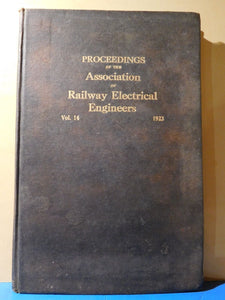 PROCEEDINGS
OF THE
Association
OF
Railway Electrical
Engineers
Vol. 14 1923